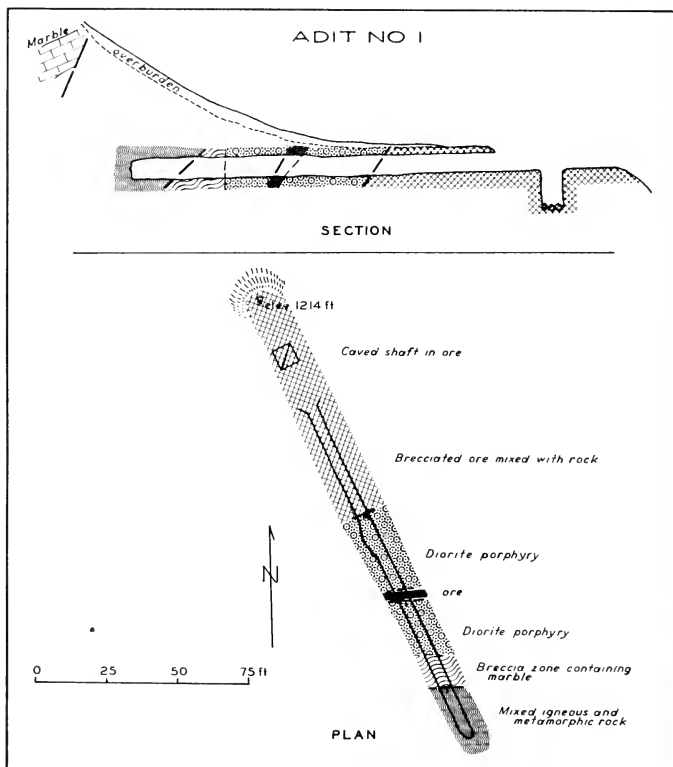 ADIT NO 1
Marble
overburden
SECTION
Elev 1214 ft
Caved shaft in ore
Brecciated ore mixed with rock
Diorite porphyry
ore
N
Diorite porphyry
0 25 50 75 ft
Breccia zone containing
marble
Mixed igneous and
metamorphic rock
PLAN